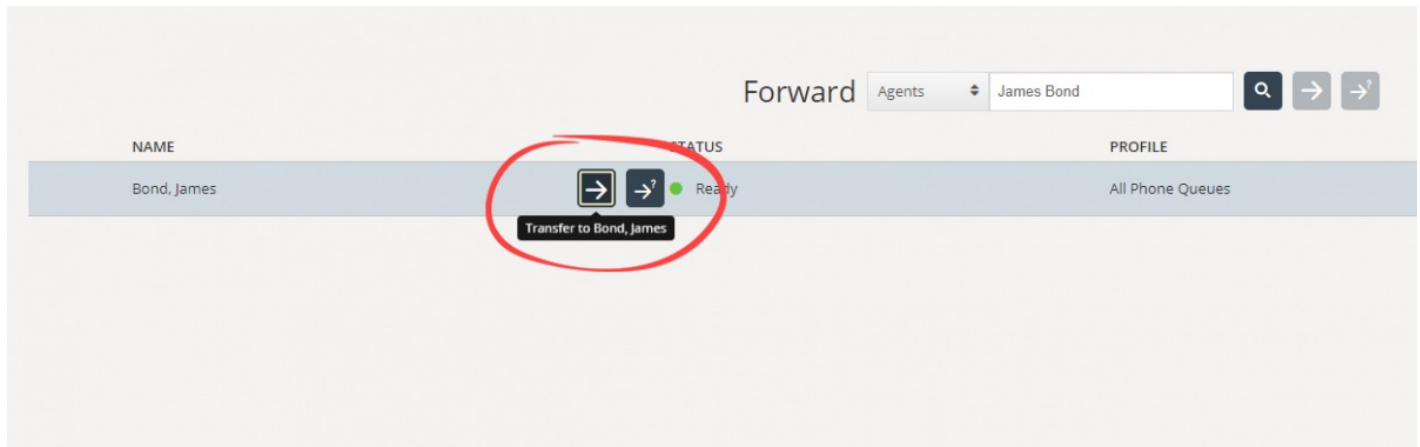 Forward Agents James Bond
NAME STATUS PROFILE
Bond, James Ready All Phone Queues
Transfer to Bond, James